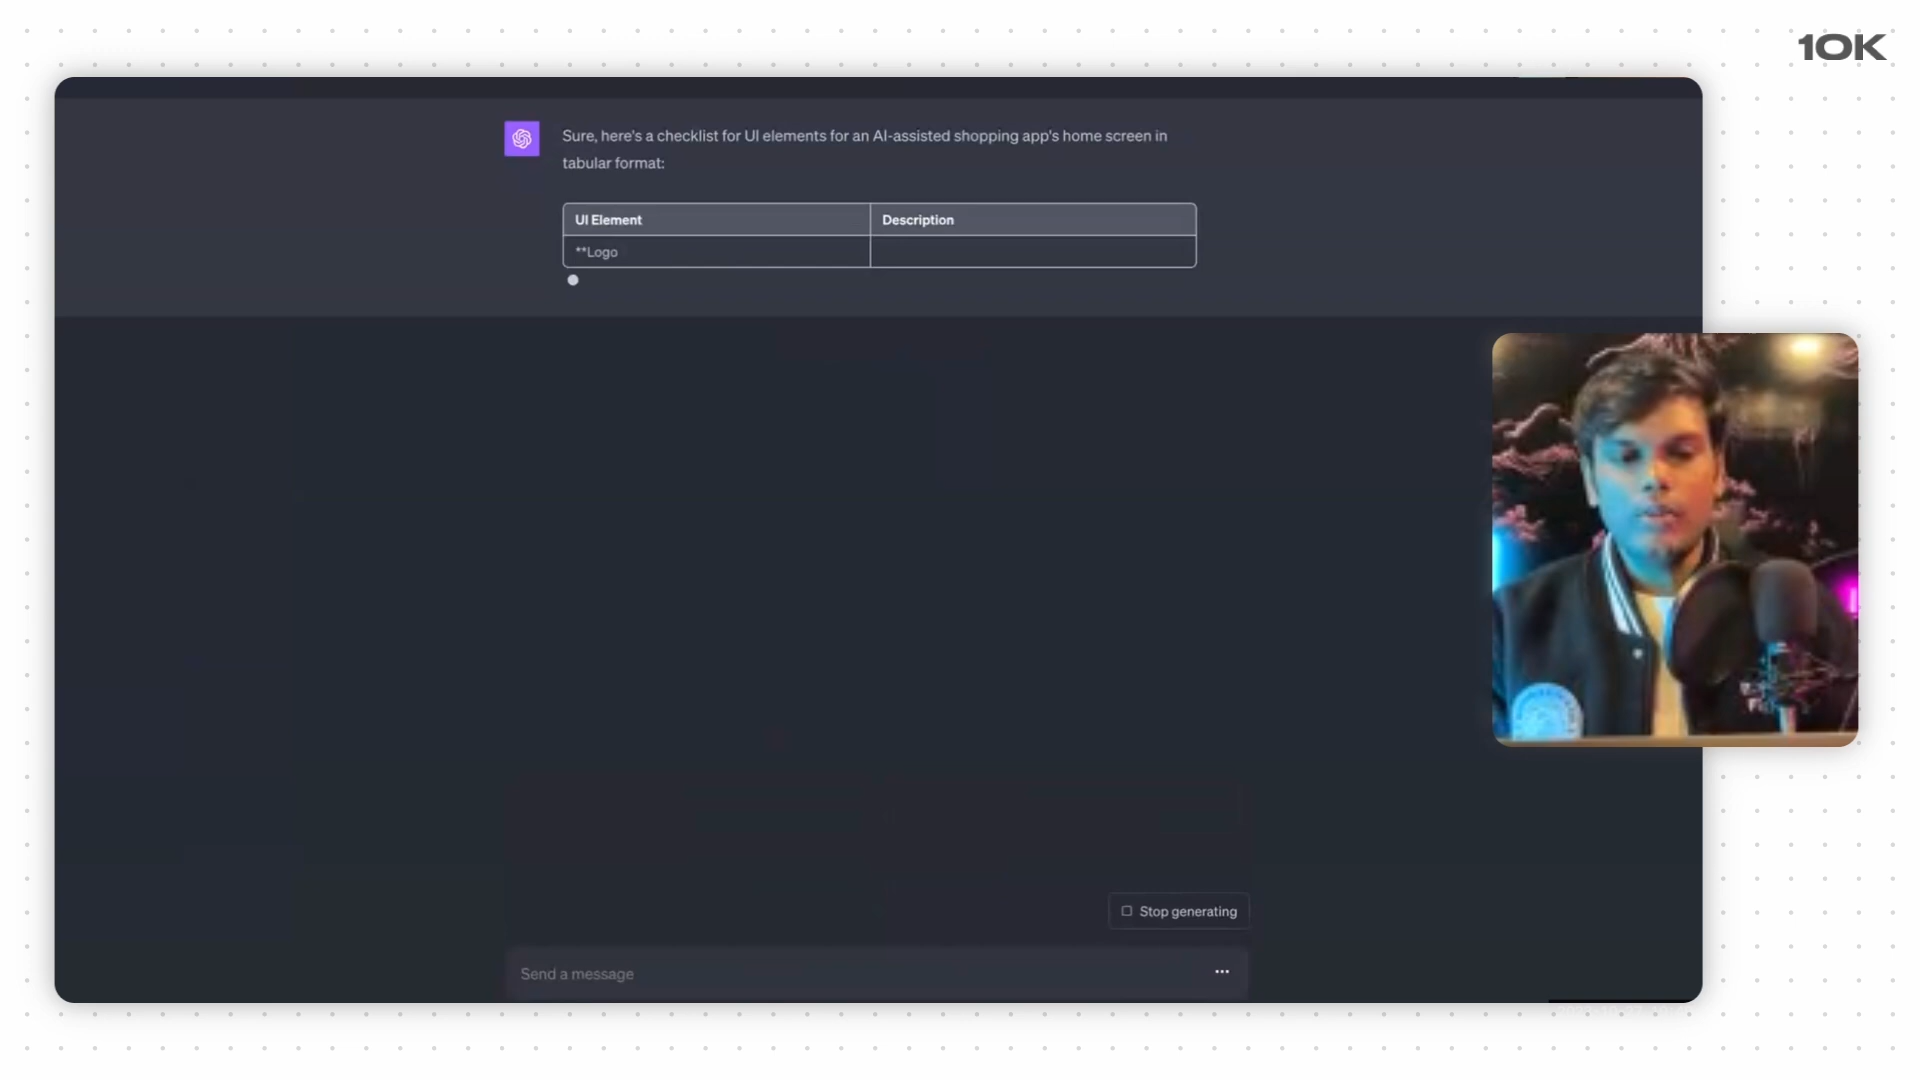 10K
Sure, here's a checklist for UI elements for an AI-assisted shopping app's home screen in
tabular format:
UI Element
Description
**Logo
Stop generating
Send a message